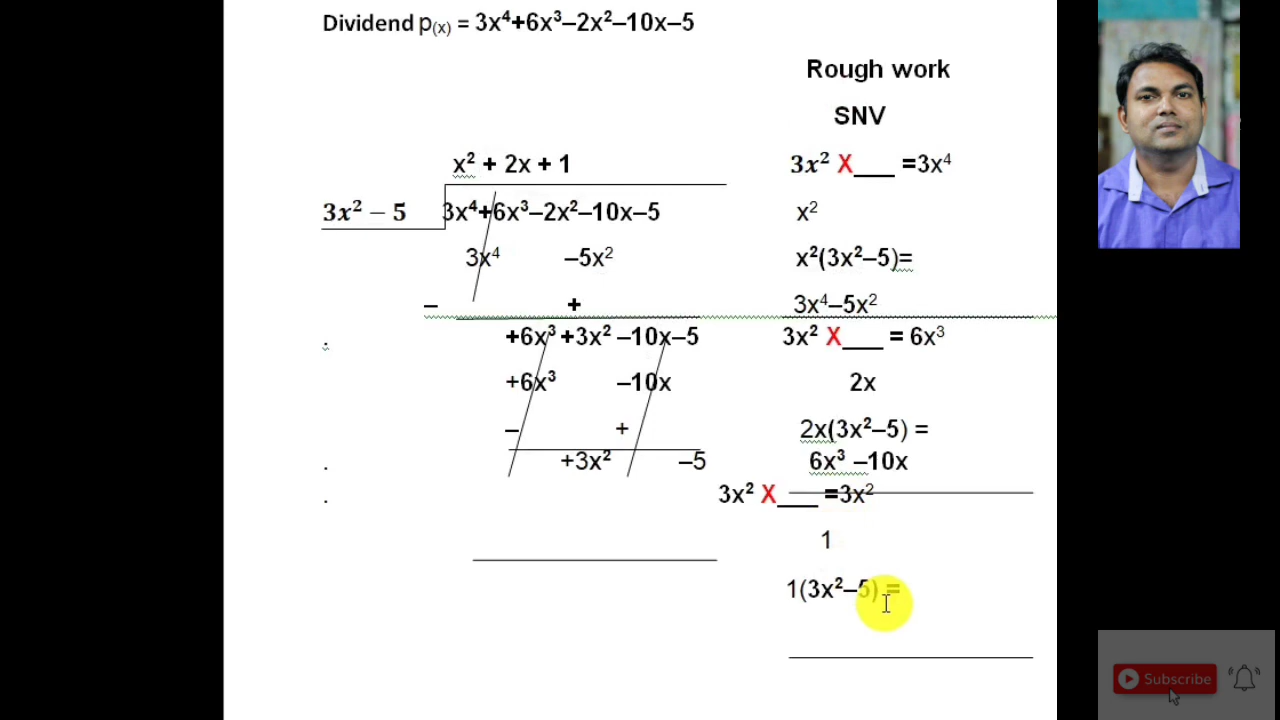 Dividend p₍ₓ₎ = 3x⁴+6x³–2x²–10x–5
Rough work
SNV
x² + 2x + 1
3x² X___ =3x⁴
3x² – 5
3x⁴+6x³–2x²–10x–5
x²
3x⁴ –5x²
x²(3x²–5)=
– +
3x⁴–5x²
. +6x³ +3x² –10x–5
3x² X___ = 6x³
+6x³ –10x
2x
– +
2x(3x²–5) =
. +3x² –5
6x³ –10x
. 3x² X___ =3x²
1
1(3x²–5) =
Subscribe